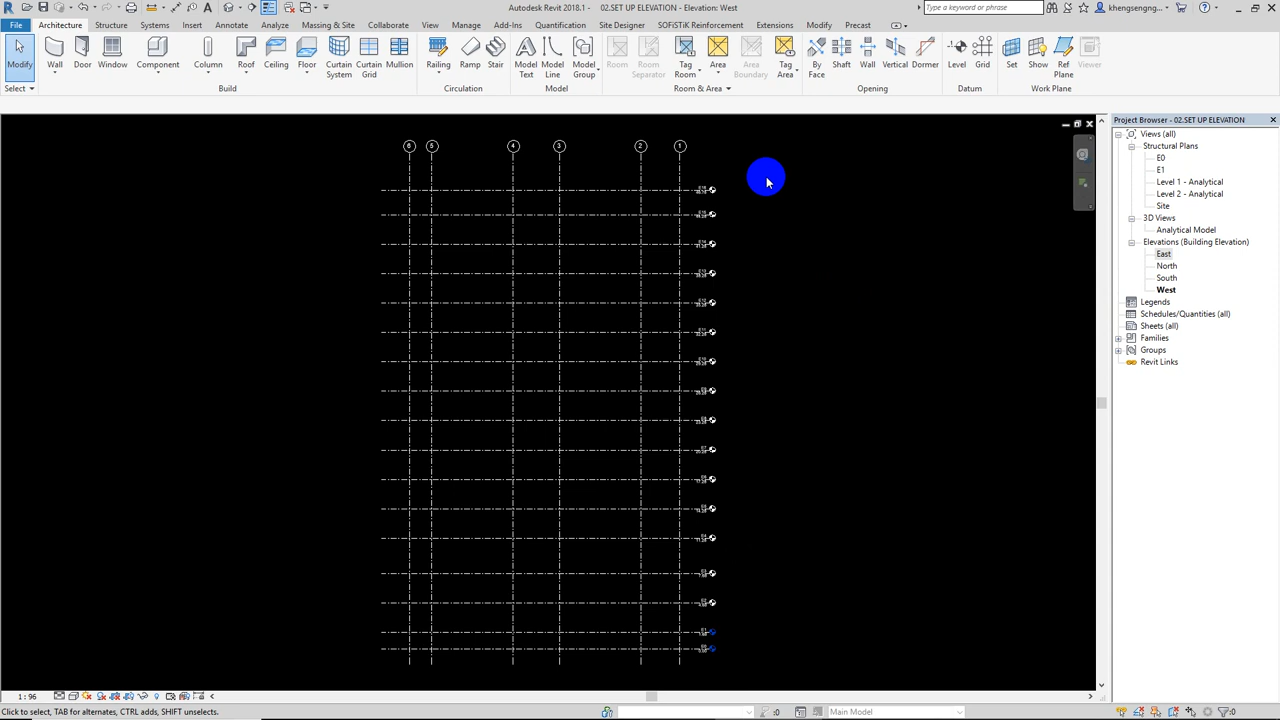 Autodesk Revit 2018.1 - 02.SET UP ELEVATION - Elevation: West
Type a keyword or phrase
khengsengng...
File Architecture Structure Systems Insert Annotate Analyze Massing & Site Collaborate View Manage Add-Ins Quantification Site Designer SOFiSTiK Reinforcement Extensions Modify Precast
Modify
Wall
Door
Window
Component
Column
Roof
Ceiling
Floor
Curtain System
Curtain Grid
Mullion
Railing
Ramp
Stair
Model Text
Model Line
Model Group
Room
Room Separator
Tag Room
Area
Area Boundary
Tag Area
By Face
Shaft
Wall
Vertical
Dormer
Level
Grid
Set
Show
Ref Plane
Viewer
Select
Build
Circulation
Model
Room & Area
Opening
Datum
Work Plane
6 5 4 3 2 1
Project Browser - 02.SET UP ELEVATION
Views (all)
Structural Plans
E0
E1
Level 1 - Analytical
Level 2 - Analytical
Site
3D Views
Analytical Model
Elevations (Building Elevation)
East
North
South
West
Legends
Schedules/Quantities (all)
Sheets (all)
Families
Groups
Revit Links
1 : 96
Click to select, TAB for alternates, CTRL adds, SHIFT unselects.
:0
Main Model
:0